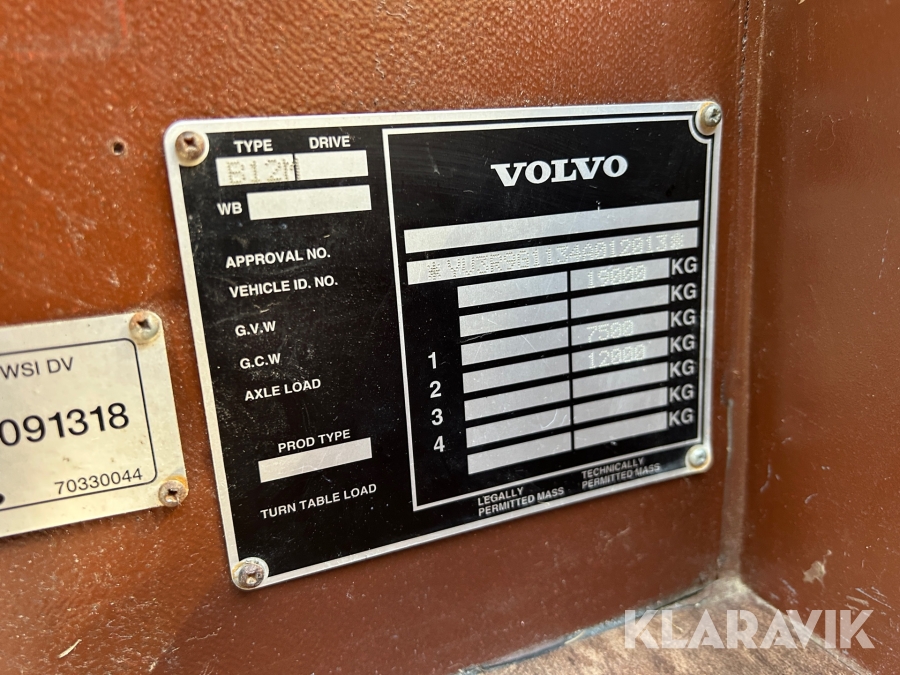 TYPE DRIVE
B12M
WB
APPROVAL NO.
VEHICLE ID. NO.
G.V.W
G.C.W
AXLE LOAD
PROD TYPE
TURN TABLE LOAD
VOLVO
19000 KG
KG
7500 KG
1 12000 KG
2 KG
3 KG
4 KG
LEGALLY
PERMITTED MASS
TECHNICALLY
PERMITTED MASS
WSI DV
091318
70330044
KLARAVIK